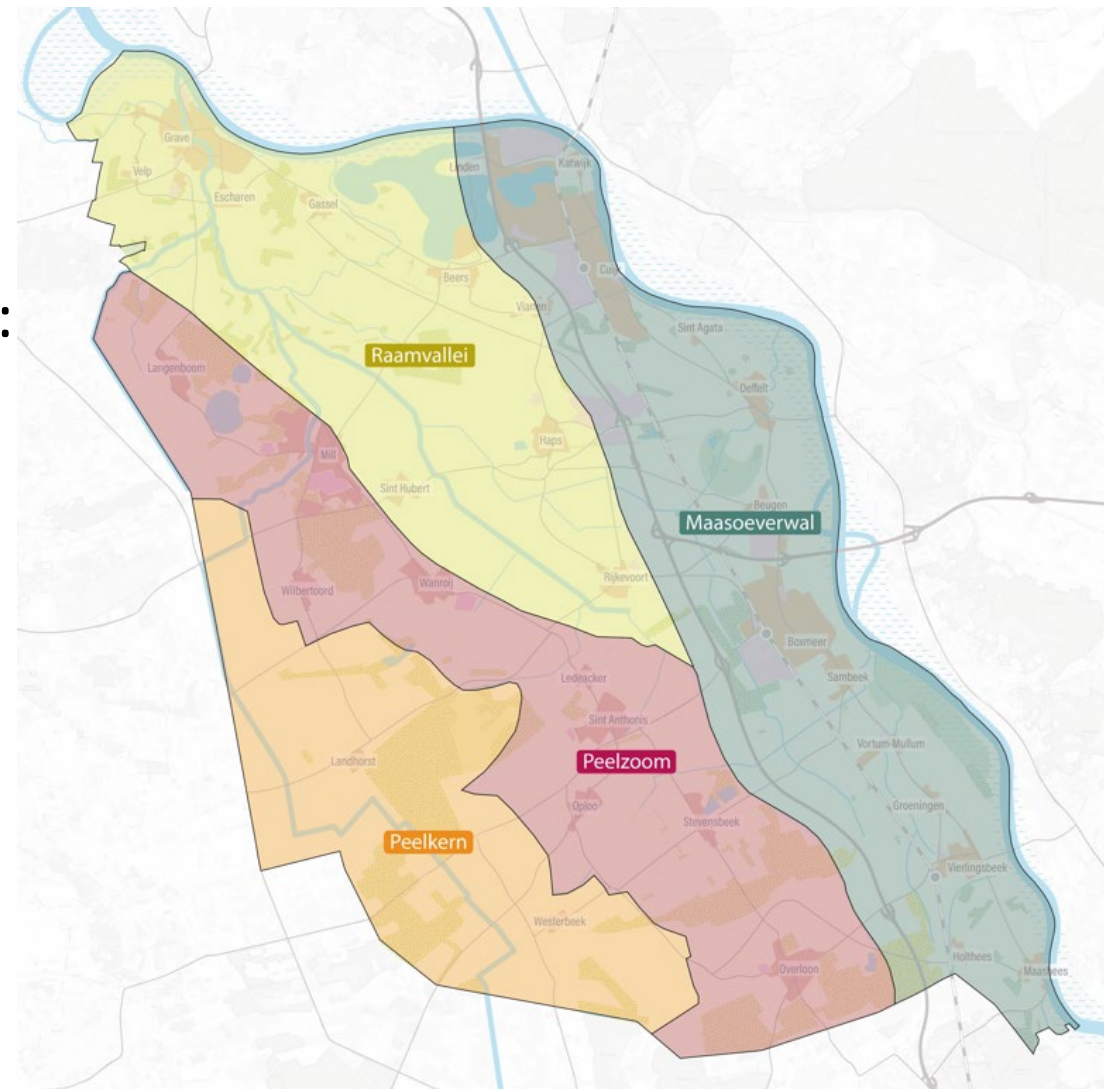 :
Grave
Linden
Katwijk
Velp
Escharen
Gassel
Beers
Cuijk
Vianen
Sint Agata
Raamvallei
Langenboom
Oeffelt
Haps
Mill
Sint Hubert
Beugen
Maasoeverwal
Rijkevoort
Wanroij
Wilbertoord
Boxmeer
Ledeacker
Sambeek
Sint Anthonis
Vortum-Mullum
Landhorst
Peelzoom
Oploo
Groeningen
Stevensbeek
Peelkern
Vierlingsbeek
Westerbeek
Holthees
Overloon
Maashees